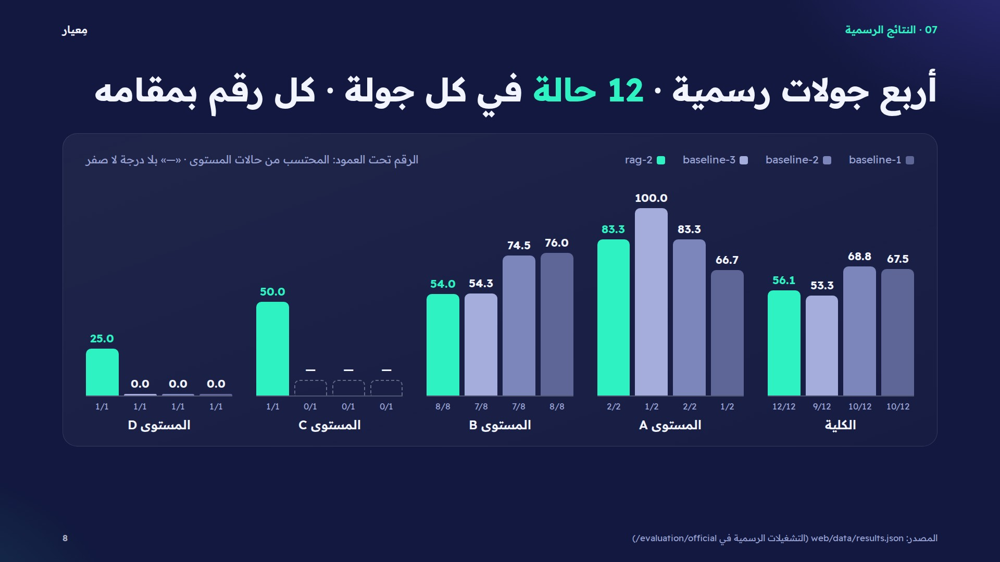 07 · النتائج الرسمية
مِعيار
أربع جولات رسمية · 12 حالة في كل جولة · كل رقم بمقامه
baseline-1 baseline-2 baseline-3 rag-2
الرقم تحت العمود: المحتسب من حالات المستوى · «—» بلا درجة لا صفر
67.5 68.8 53.3 56.1
10/12 10/12 9/12 12/12
الكلية
66.7 83.3 100.0 83.3
1/2 2/2 1/2 2/2
المستوى A
76.0 74.5 54.3 54.0
8/8 7/8 7/8 8/8
المستوى B
— — — 50.0
0/1 0/1 0/1 1/1
المستوى C
0.0 0.0 0.0 25.0
1/1 1/1 1/1 1/1
المستوى D
المصدر: web/data/results.json (التشغيلات الرسمية في evaluation/official/)
8